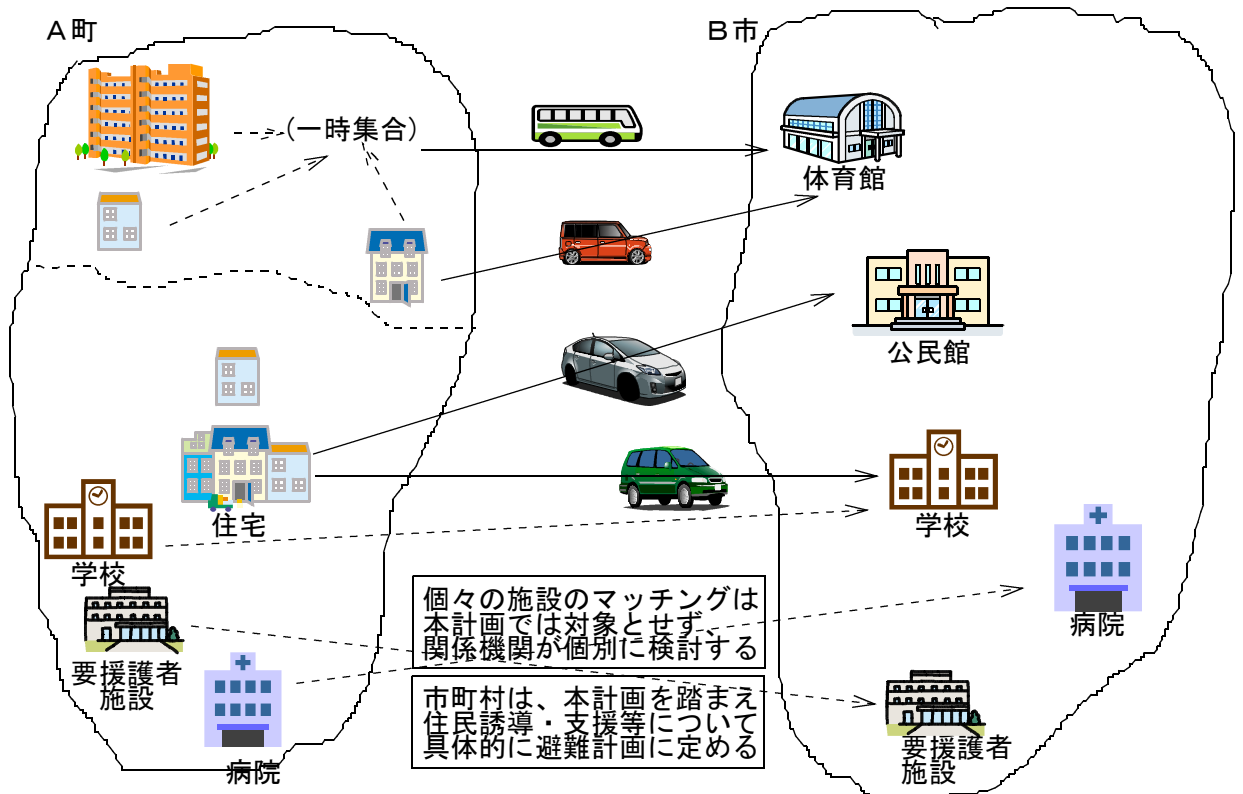 A町
B市
(一時集合)
体育館
公民館
住宅
学校
学校
病院
個々の施設のマッチングは
本計画では対象とせず、
関係機関が個別に検討する
要援護者
施設
市町村は、本計画を踏まえ
住民誘導・支援等について
具体的に避難計画に定める
要援護者
施設
病院